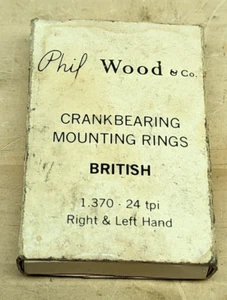 Phil Wood & Co.
CRANKBEARING
MOUNTING RINGS
BRITISH
1.370 · 24 tpi
Right & Left Hand